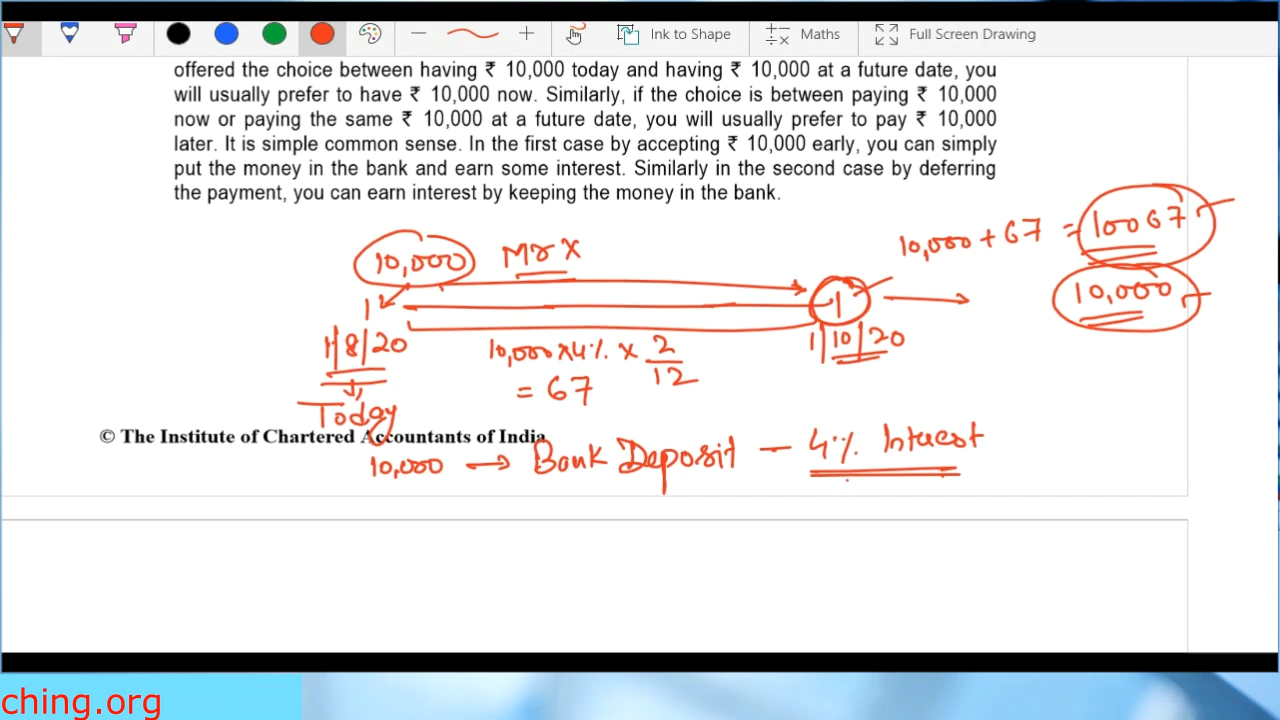 Ink to Shape Maths Full Screen Drawing
offered the choice between having ₹ 10,000 today and having ₹ 10,000 at a future date, you
will usually prefer to have ₹ 10,000 now. Similarly, if the choice is between paying ₹ 10,000
now or paying the same ₹ 10,000 at a future date, you will usually prefer to pay ₹ 10,000
later. It is simple common sense. In the first case by accepting ₹ 10,000 early, you can simply
put the money in the bank and earn some interest. Similarly in the second case by deferring
the payment, you can earn interest by keeping the money in the bank.
10,000 + 67 = 10067
10,000 Mr X
10,000
1 1
1/8/20 1/10/20
10,000 x 4% x 2/12
= 67
Today
© The Institute of Chartered Accountants of India
10,000 → Bank Deposit - 4% Interest
ching.org